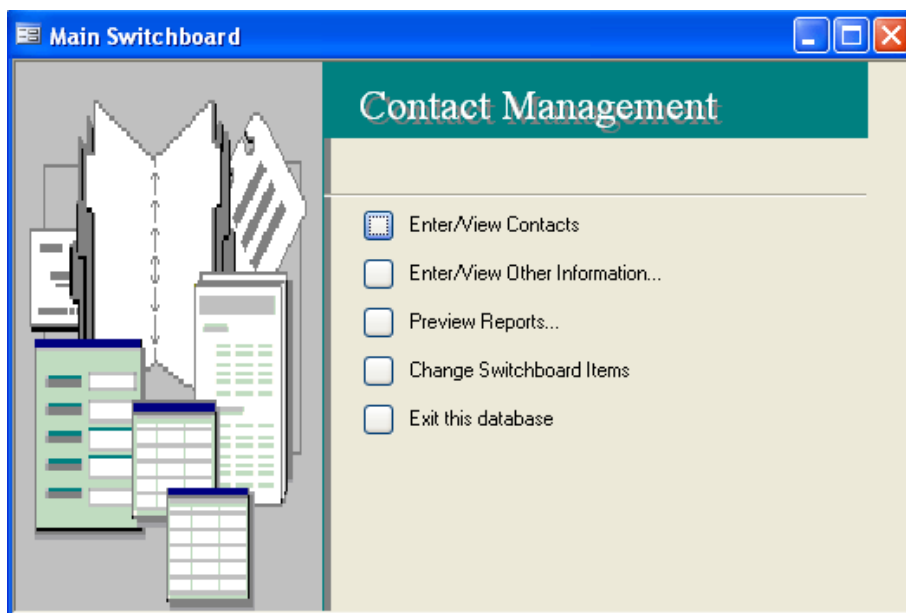 Main Switchboard
Contact Management
Enter/View Contacts
Enter/View Other Information...
Preview Reports...
Change Switchboard Items
Exit this database